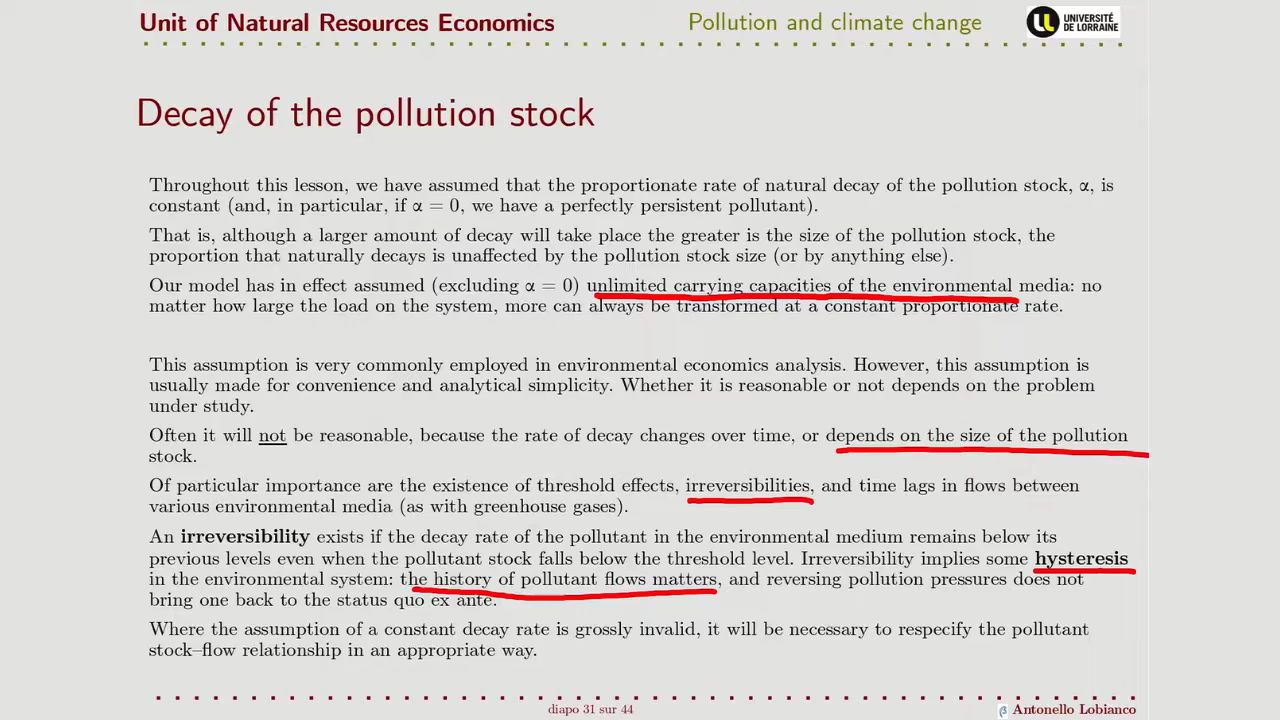 Unit of Natural Resources Economics
Pollution and climate change
UNIVERSITÉ
DE LORRAINE
Decay of the pollution stock
Throughout this lesson, we have assumed that the proportionate rate of natural decay of the pollution stock, α, is
constant (and, in particular, if α = 0, we have a perfectly persistent pollutant).
That is, although a larger amount of decay will take place the greater is the size of the pollution stock, the
proportion that naturally decays is unaffected by the pollution stock size (or by anything else).
Our model has in effect assumed (excluding α = 0) unlimited carrying capacities of the environmental media: no
matter how large the load on the system, more can always be transformed at a constant proportionate rate.
This assumption is very commonly employed in environmental economics analysis. However, this assumption is
usually made for convenience and analytical simplicity. Whether it is reasonable or not depends on the problem
under study.
Often it will not be reasonable, because the rate of decay changes over time, or depends on the size of the pollution
stock.
Of particular importance are the existence of threshold effects, irreversibilities, and time lags in flows between
various environmental media (as with greenhouse gases).
An irreversibility exists if the decay rate of the pollutant in the environmental medium remains below its
previous levels even when the pollutant stock falls below the threshold level. Irreversibility implies some hysteresis
in the environmental system: the history of pollutant flows matters, and reversing pollution pressures does not
bring one back to the status quo ex ante.
Where the assumption of a constant decay rate is grossly invalid, it will be necessary to respecify the pollutant
stock–flow relationship in an appropriate way.
diapo 31 sur 44
Antonello Lobianco